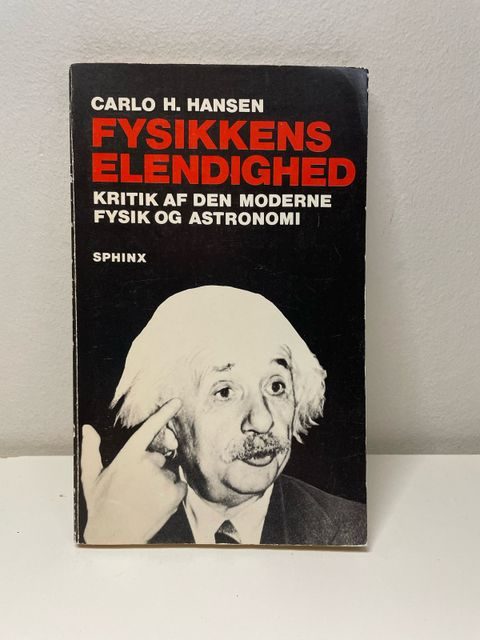 CARLO H. HANSEN
FYSIKKENS
ELENDIGHED
KRITIK AF DEN MODERNE
FYSIK OG ASTRONOMI
SPHINX